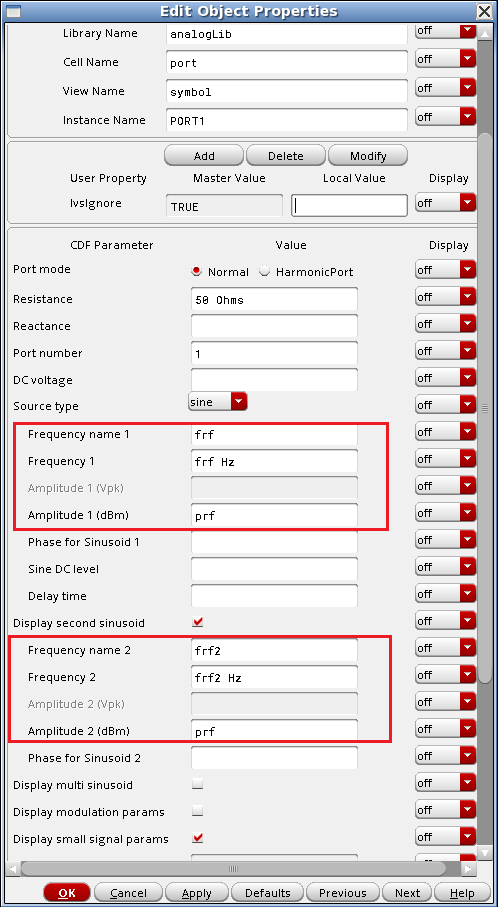 Edit Object Properties
Library Name analogLib off
Cell Name port off
View Name symbol off
Instance Name PORT1 off
Add Delete Modify
User Property Master Value Local Value Display
lvsIgnore TRUE off
CDF Parameter Value Display
Port mode Normal HarmonicPort off
Resistance 50 Ohms off
Reactance off
Port number 1 off
DC voltage off
Source type sine off
Frequency name 1 frf off
Frequency 1 frf Hz off
Amplitude 1 (Vpk) off
Amplitude 1 (dBm) prf off
Phase for Sinusoid 1 off
Sine DC level off
Delay time off
Display second sinusoid off
Frequency name 2 frf2 off
Frequency 2 frf2 Hz off
Amplitude 2 (Vpk) off
Amplitude 2 (dBm) prf off
Phase for Sinusoid 2 off
Display multi sinusoid off
Display modulation params off
Display small signal params off
OK Cancel Apply Defaults Previous Next Help